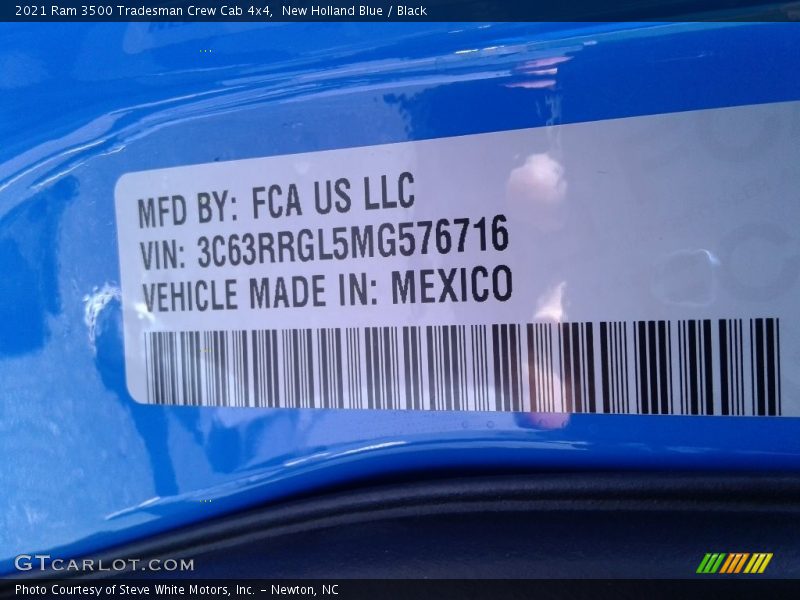 2021 Ram 3500 Tradesman Crew Cab 4x4,  New Holland Blue / Black
MFD BY: FCA US LLC
VIN: 3C63RRGL5MG576716
VEHICLE MADE IN: MEXICO
GTCARLOT.COM
Photo Courtesy of Steve White Motors, Inc. – Newton, NC